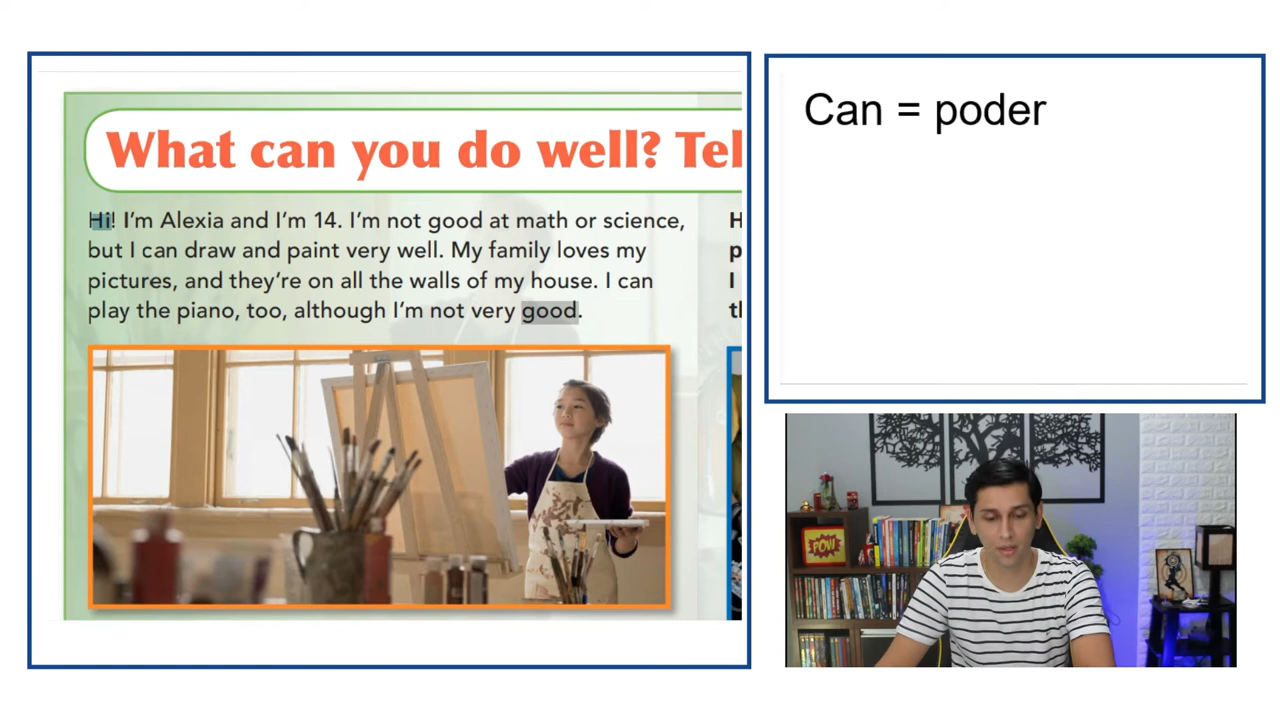 What can you do well? Tel
Hi! I'm Alexia and I'm 14. I'm not good at math or science,
but I can draw and paint very well. My family loves my
pictures, and they're on all the walls of my house. I can
play the piano, too, although I'm not very good.
H
p
I
th
Can = poder
POW!